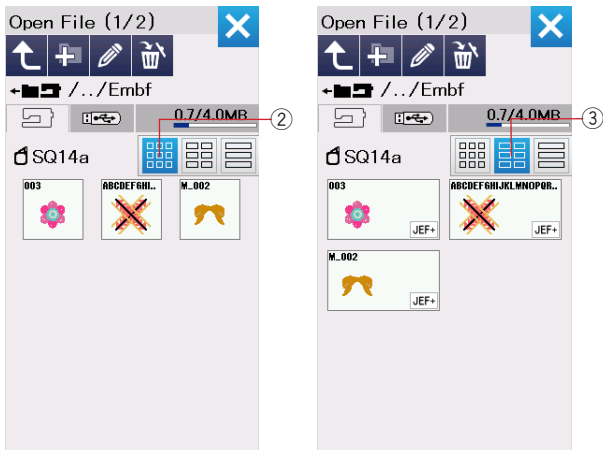 Open File (1/2)
/../Embf
0.7/4.0MB
②
SQ14a
003
ABCDEFGHI..
M_002
Open File (1/2)
/../Embf
0.7/4.0MB
③
SQ14a
003
JEF+
ABCDEFGHIJKLMNOPQR..
JEF+
M_002
JEF+